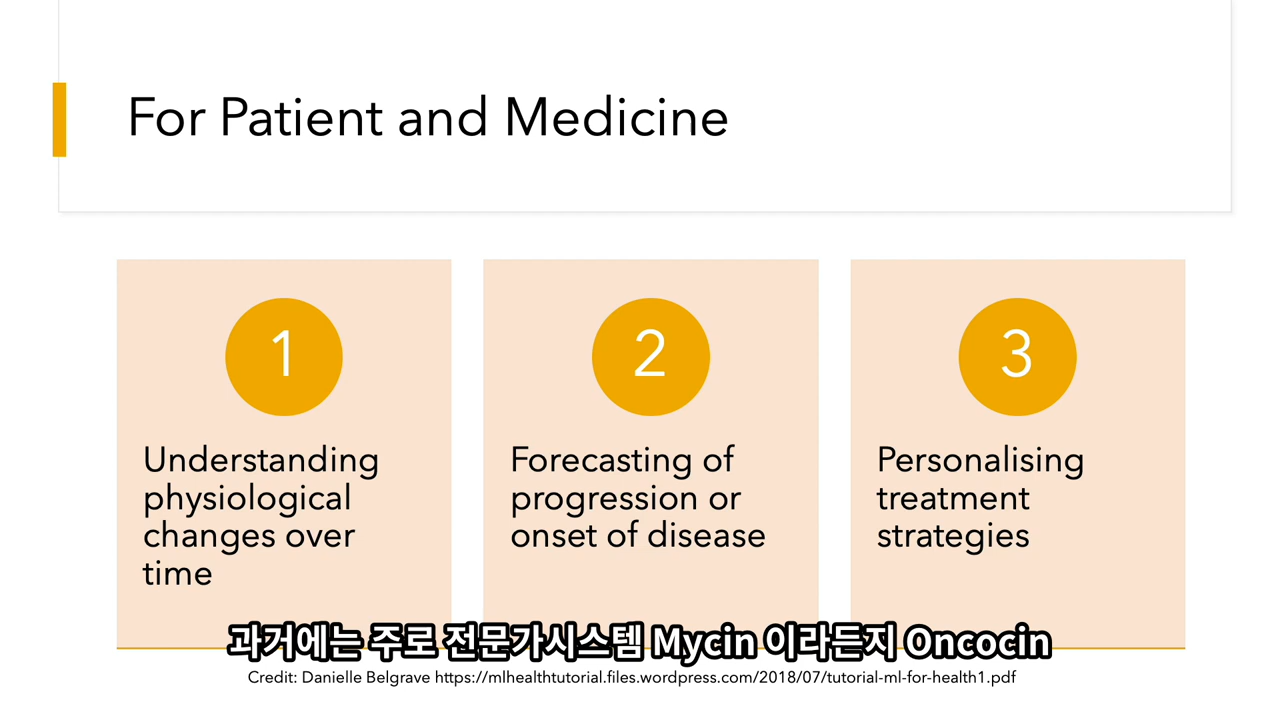 For Patient and Medicine
1
Understanding
physiological
changes over
time
2
Forecasting of
progression or
onset of disease
3
Personalising
treatment
strategies
과거에는 주로 전문가시스템 Mycin 이라든지 Oncocin
Credit: Danielle Belgrave https://mlhealthtutorial.files.wordpress.com/2018/07/tutorial-ml-for-health1.pdf